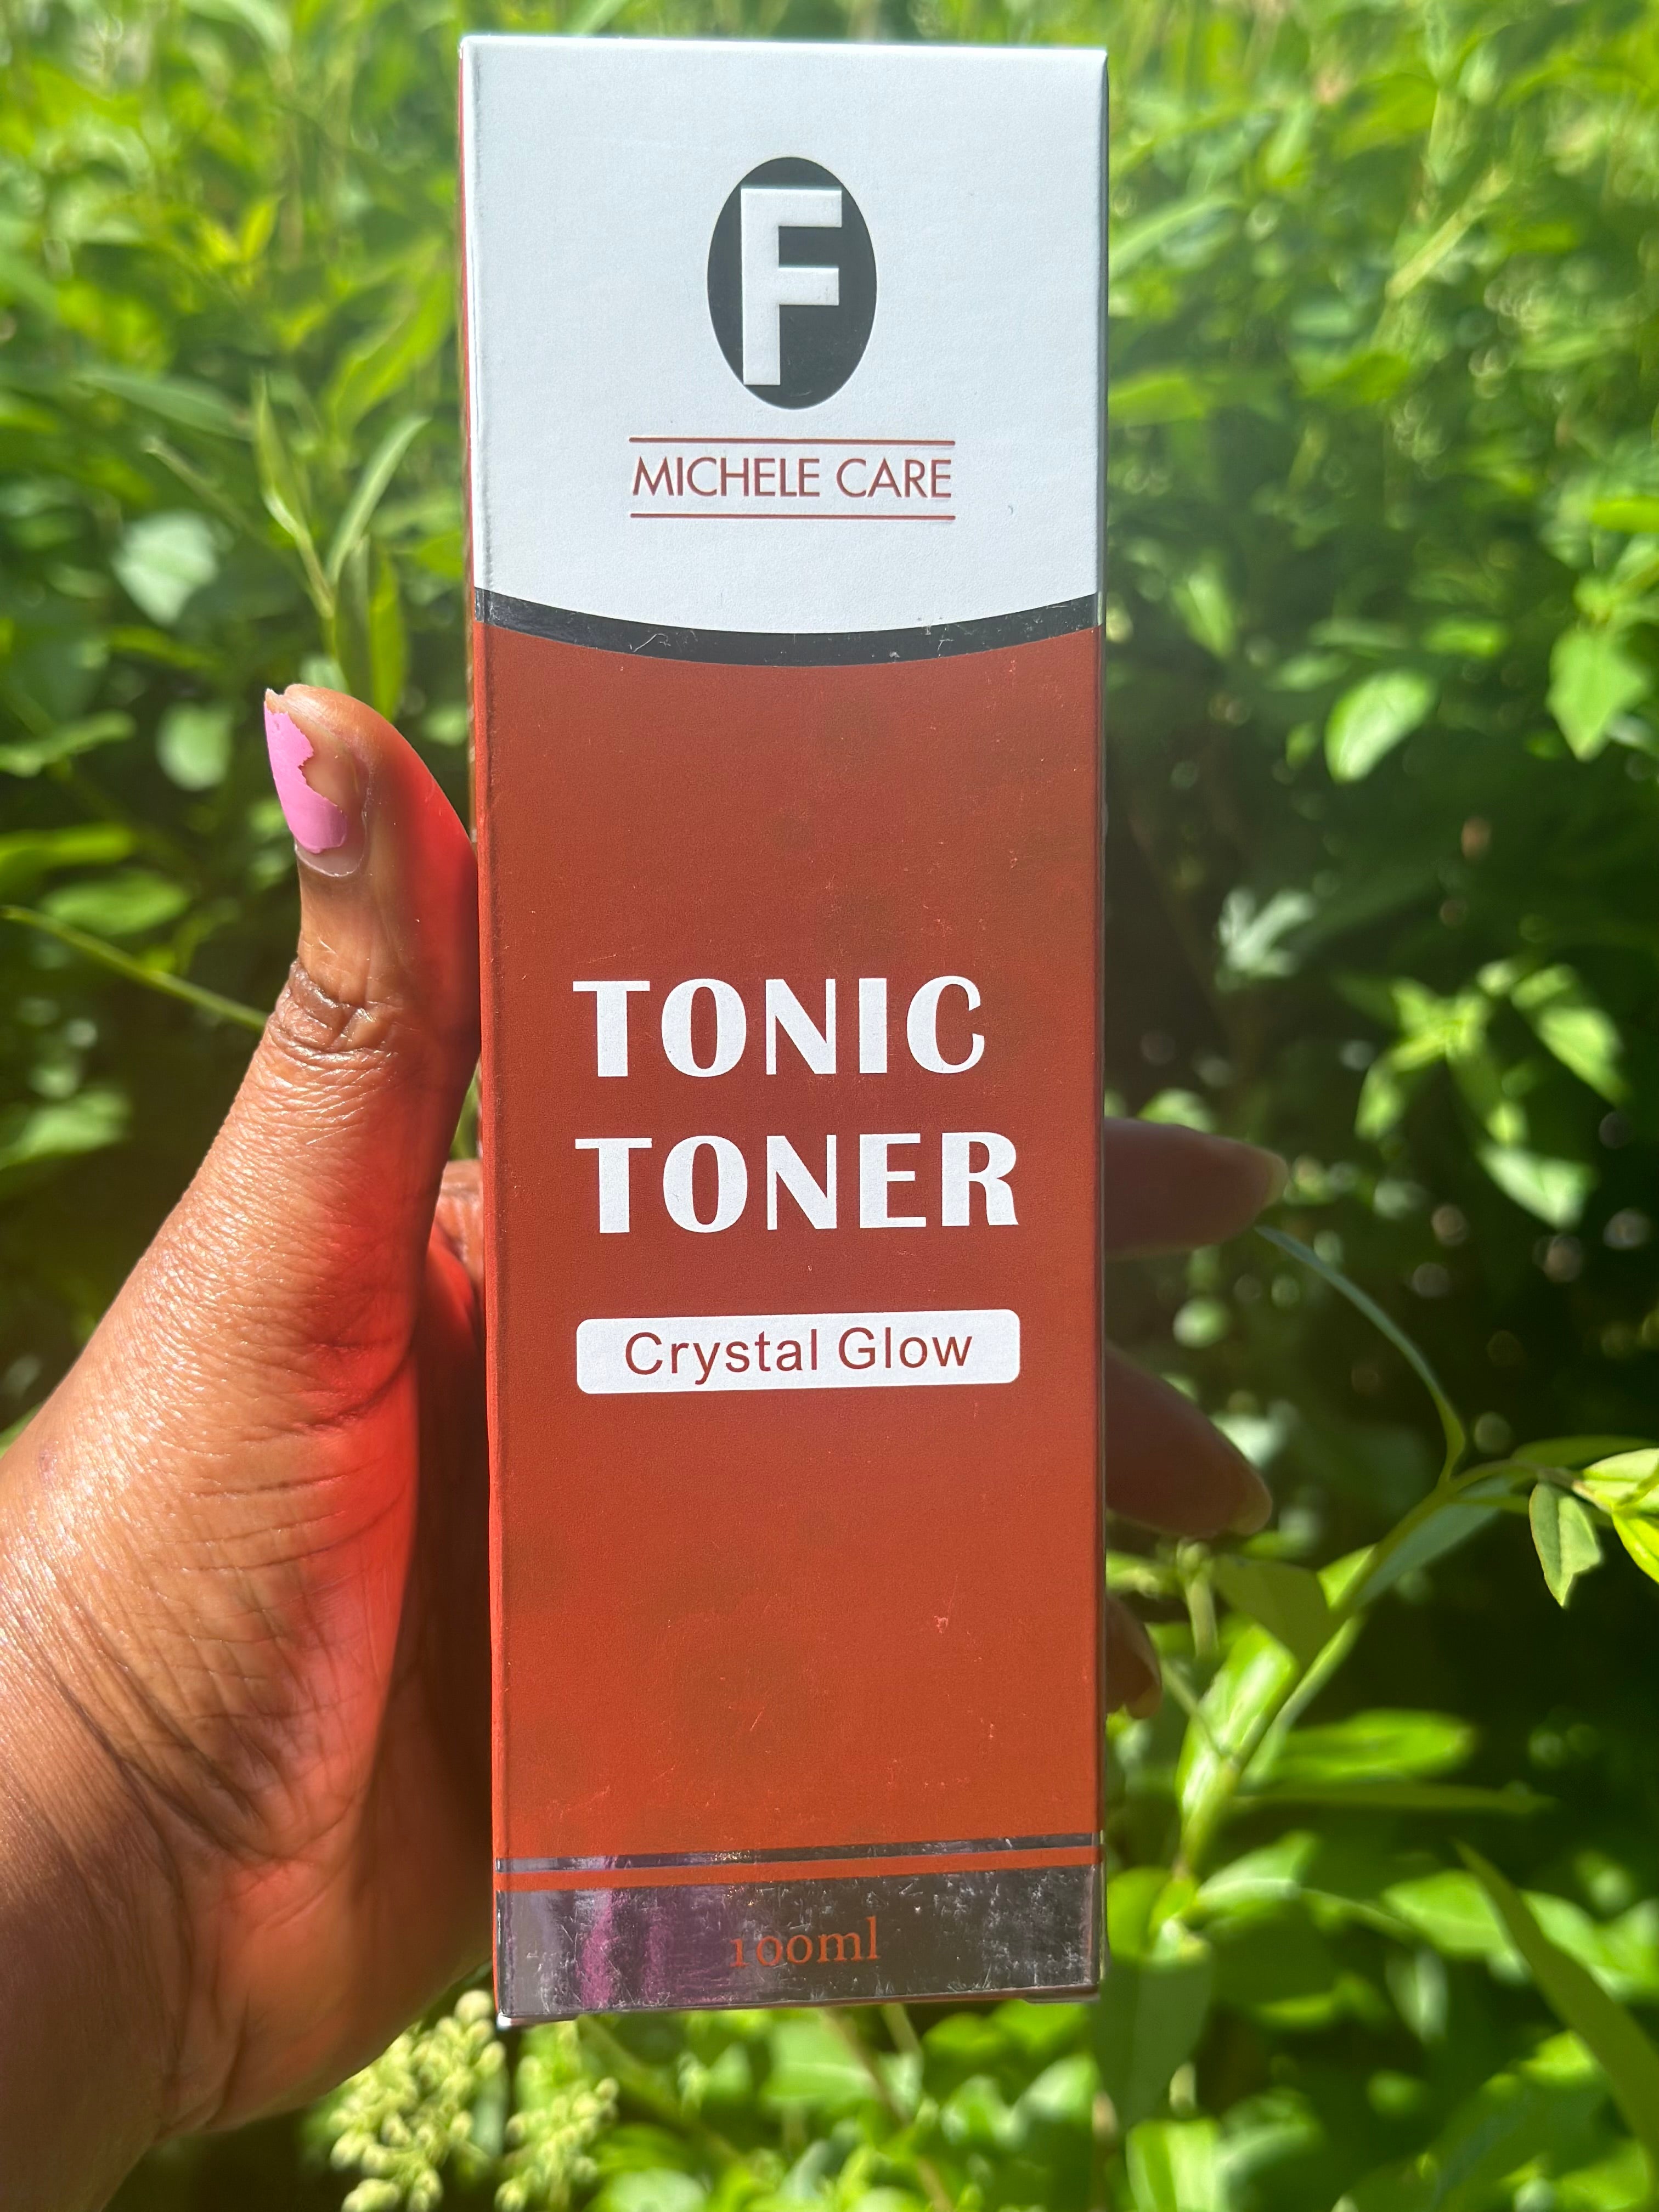 F
MICHELE CARE
TONIC
TONER
Crystal Glow
100ml